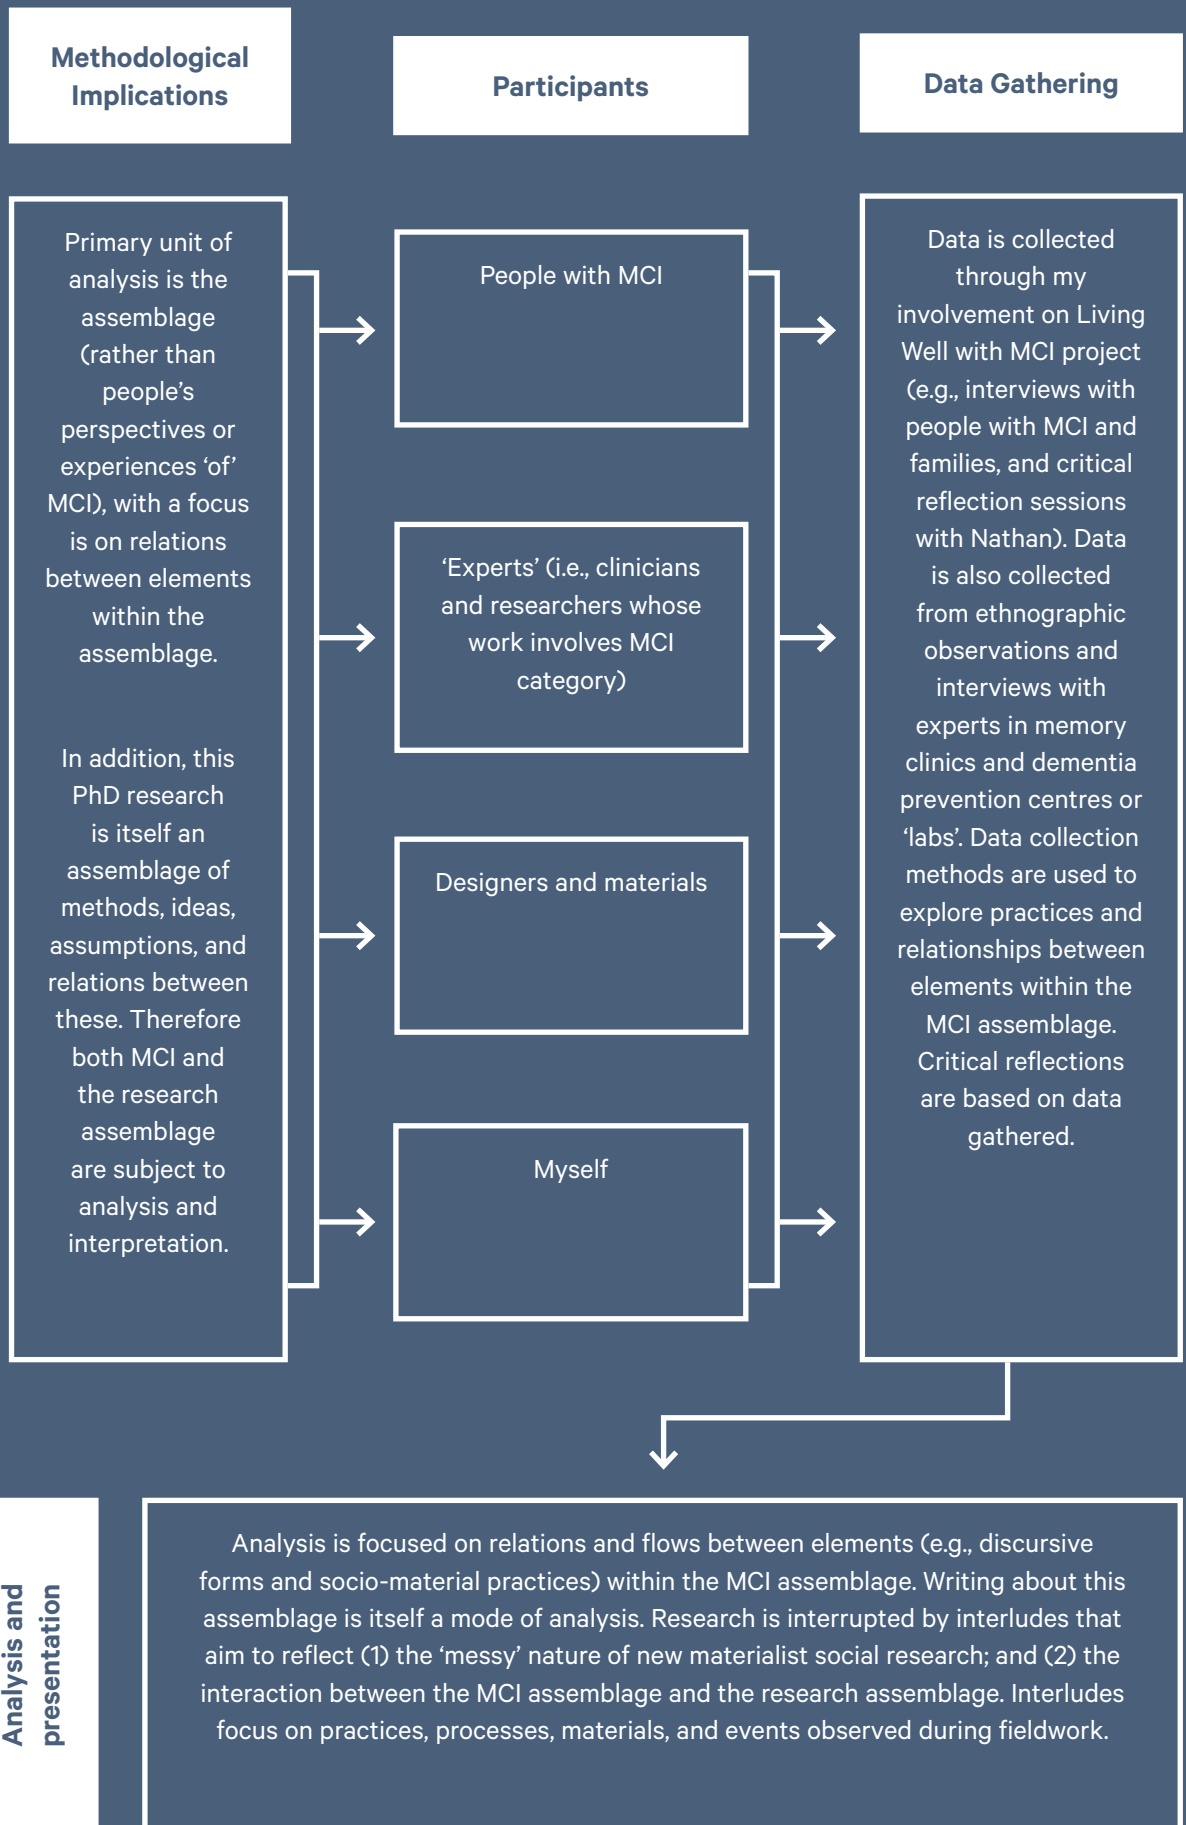 Methodological
Implications
Participants
Data Gathering
Primary unit of
analysis is the
assemblage
(rather than
people’s
perspectives or
experiences ‘of’
MCI), with a focus
is on relations
between elements
within the
assemblage.
In addition, this
PhD research
is itself an
assemblage of
methods, ideas,
assumptions, and
relations between
these. Therefore
both MCI and
the research
assemblage
are subject to
analysis and
interpretation.
People with MCI
‘Experts’ (i.e., clinicians
and researchers whose
work involves MCI
category)
Designers and materials
Myself
Data is collected
through my
involvement on Living
Well with MCI project
(e.g., interviews with
people with MCI and
families, and critical
reflection sessions
with Nathan). Data
is also collected
from ethnographic
observations and
interviews with
experts in memory
clinics and dementia
prevention centres or
‘labs’. Data collection
methods are used to
explore practices and
relationships between
elements within the
MCI assemblage.
Critical reflections
are based on data
gathered.
Analysis and
presentation
Analysis is focused on relations and flows between elements (e.g., discursive
forms and socio-material practices) within the MCI assemblage. Writing about this
assemblage is itself a mode of analysis. Research is interrupted by interludes that
aim to reflect (1) the ‘messy’ nature of new materialist social research; and (2) the
interaction between the MCI assemblage and the research assemblage. Interludes
focus on practices, processes, materials, and events observed during fieldwork.